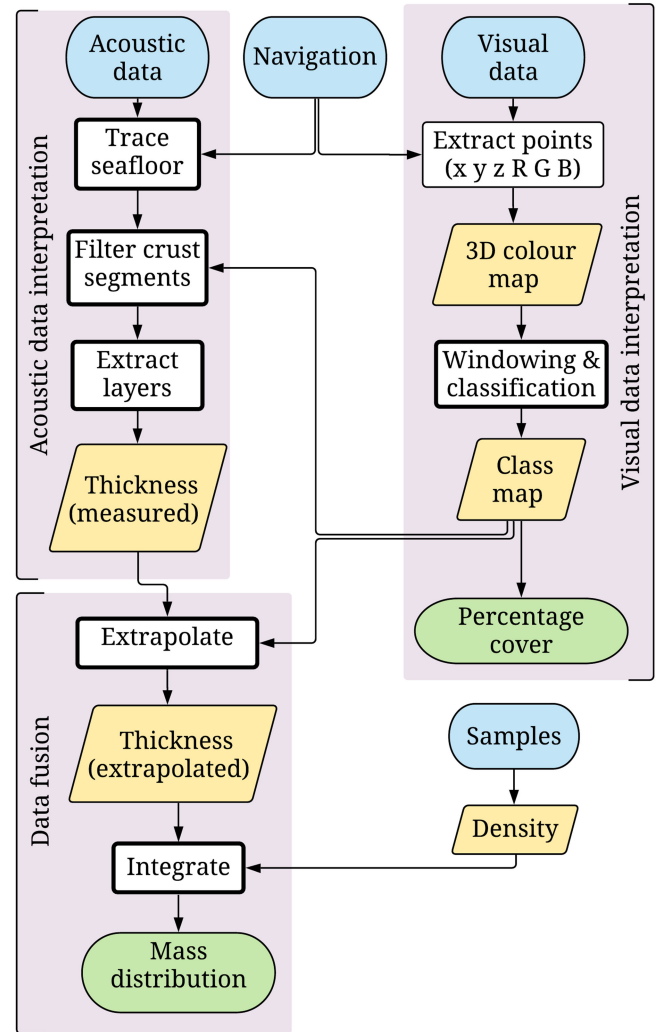 Acoustic
data
Navigation
Visual
data
Trace
seafloor
Extract points
(x y z R G B)
Filter crust
segments
3D colour
map
Extract
layers
Windowing &
classification
Thickness
(measured)
Class
map
Acoustic data interpretation
Visual data interpretation
Percentage
cover
Extrapolate
Thickness
(extrapolated)
Samples
Density
Integrate
Mass
distribution
Data fusion